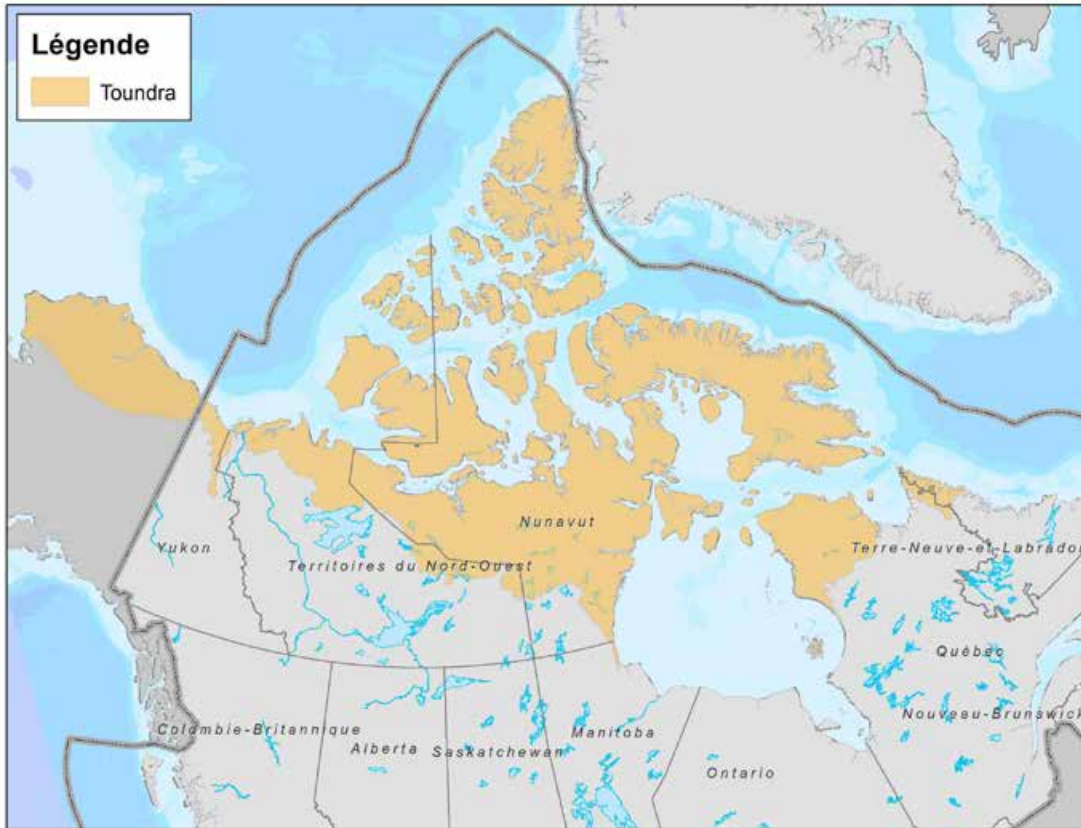 Légende
Toundra
Nunavut
Yukon
Territoires du Nord-Ouest
Terre-Neuve-et-Labrador
Québec
Colombie-Britannique
Alberta
Saskatchewan
Manitoba
Nouveau-Brunswick
Ontario